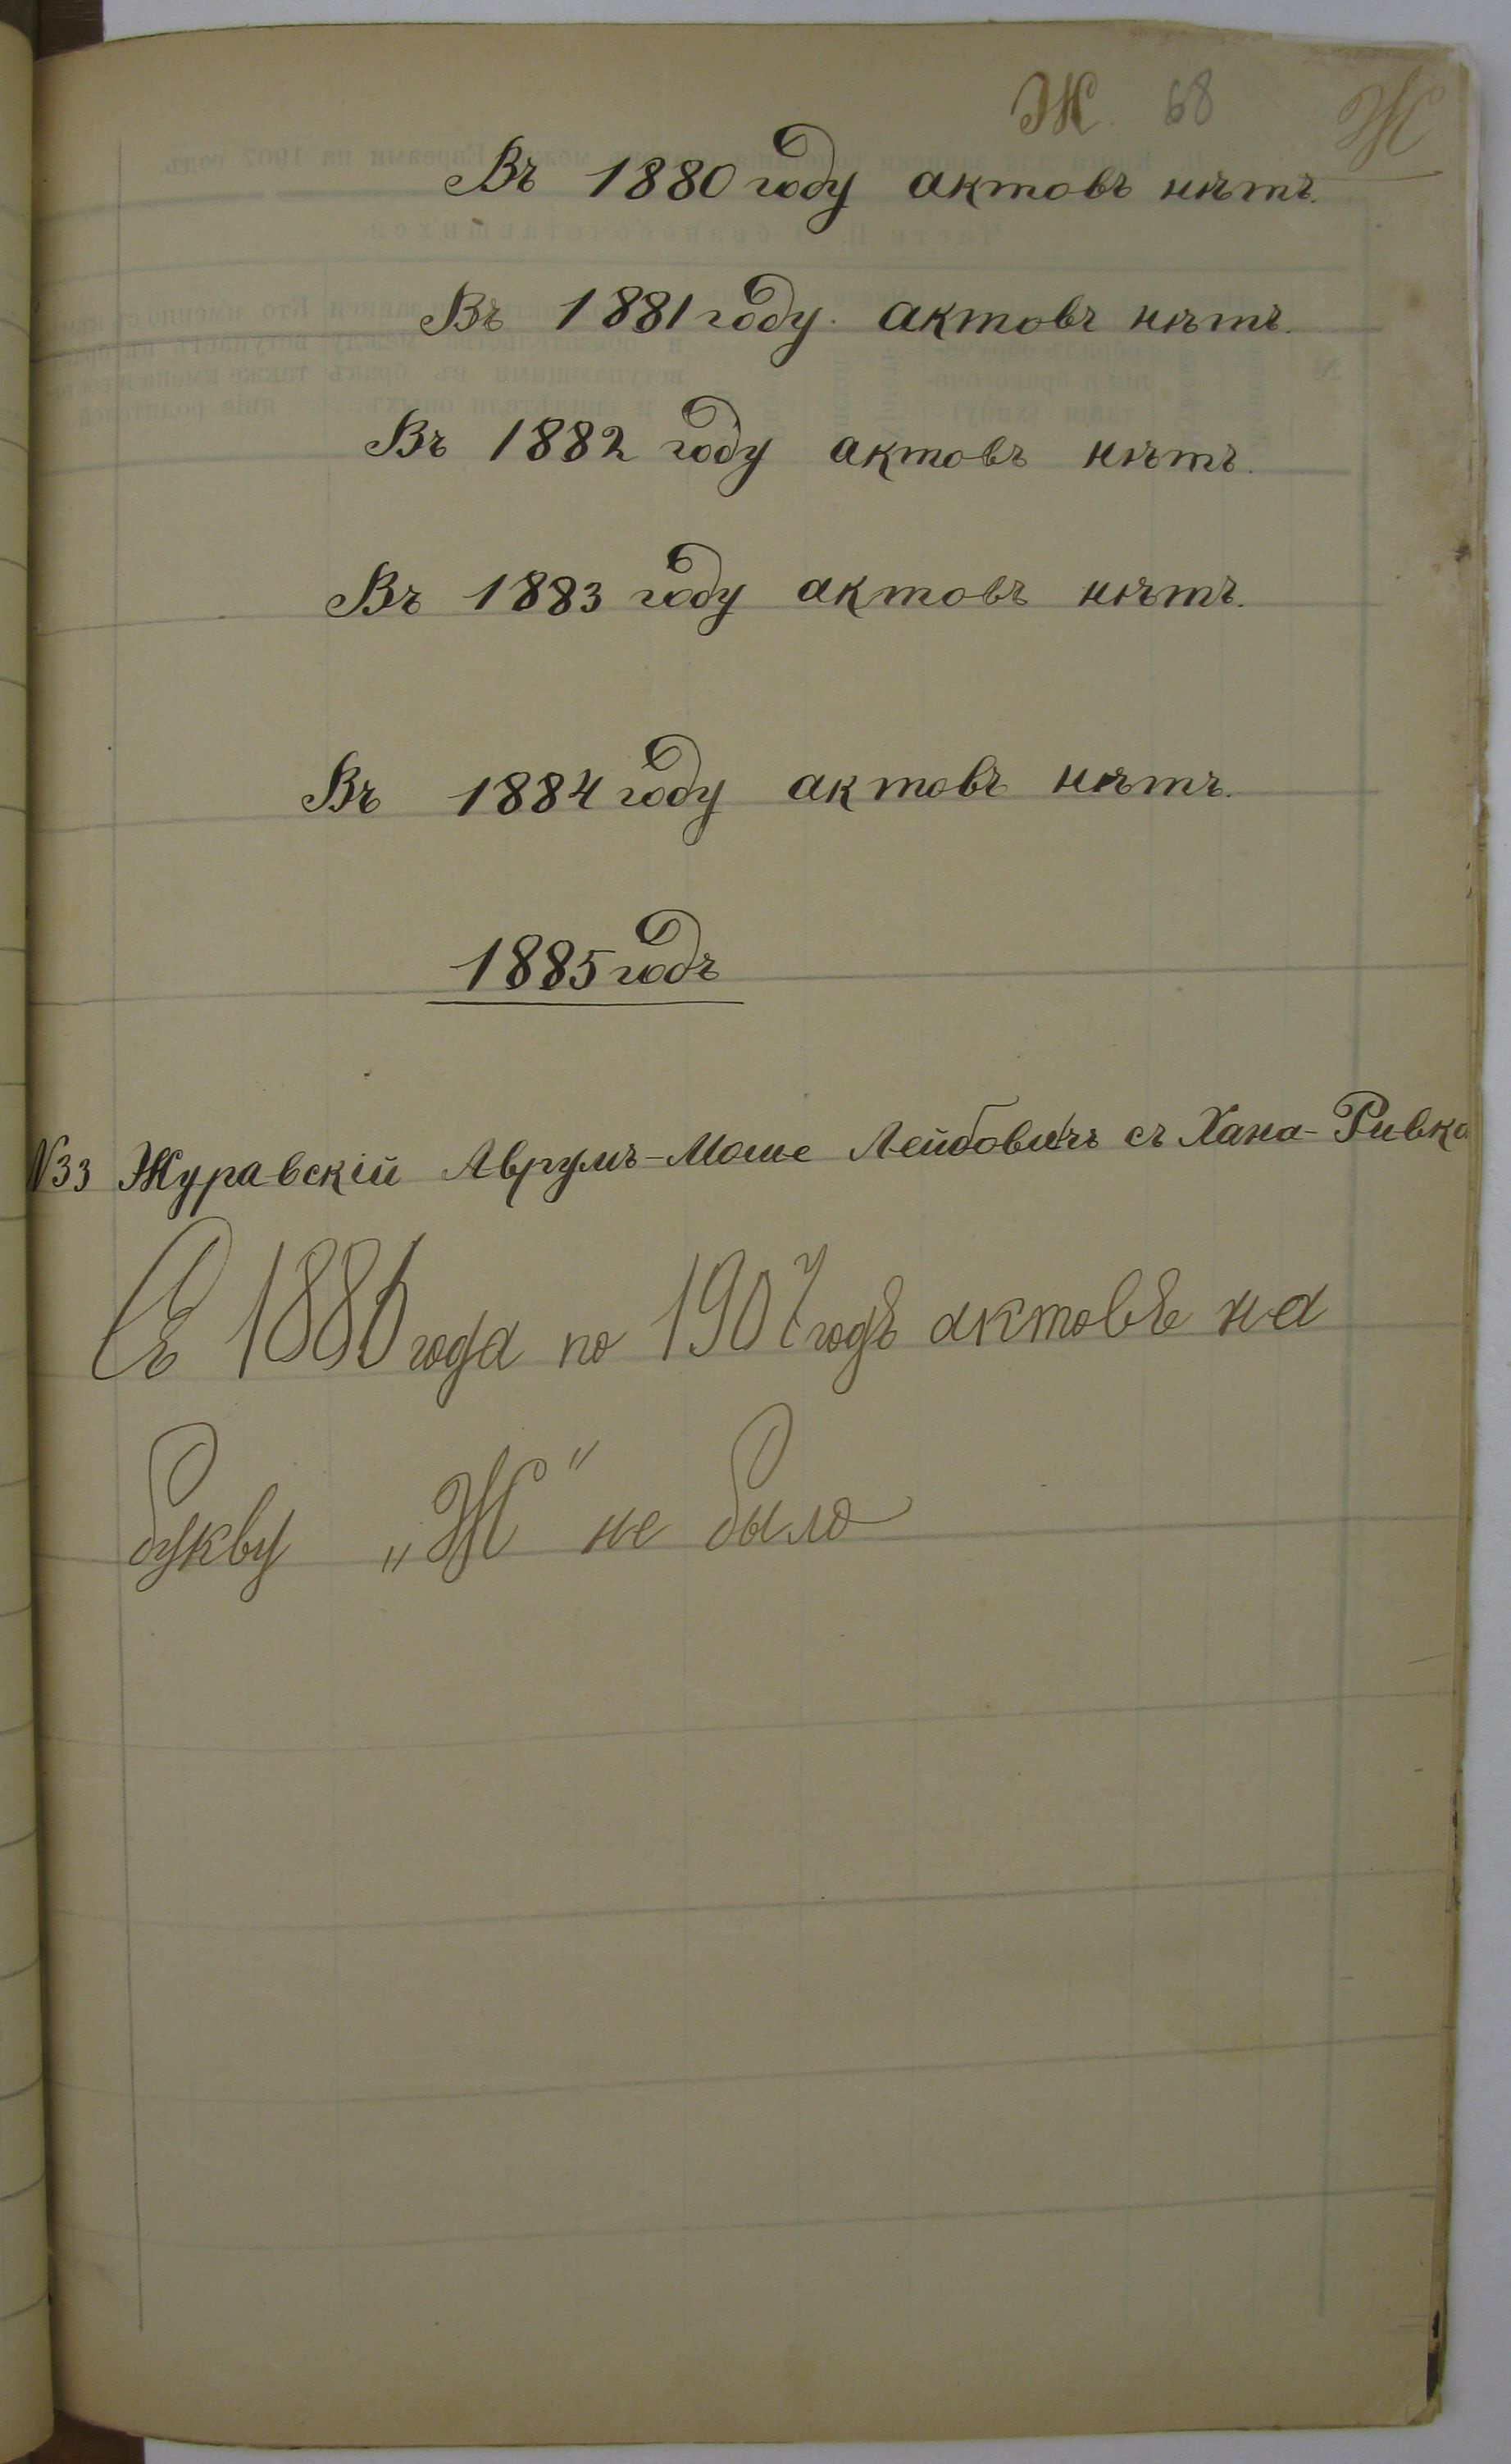 Ж. 68 Ж
Въ 1880 году актовъ нѣтъ.
Въ 1881 году. актовъ нѣтъ.
Въ 1882 году актовъ нѣтъ.
Въ 1883 году актовъ нѣтъ.
Въ 1884 году актовъ нѣтъ.
1885 годъ
№33 Журавскій Аврумъ-Моше Лейбовичъ съ Хана-Ривка
Съ 1886 года по 1907 годъ актовъ на
букву „Ж" не было